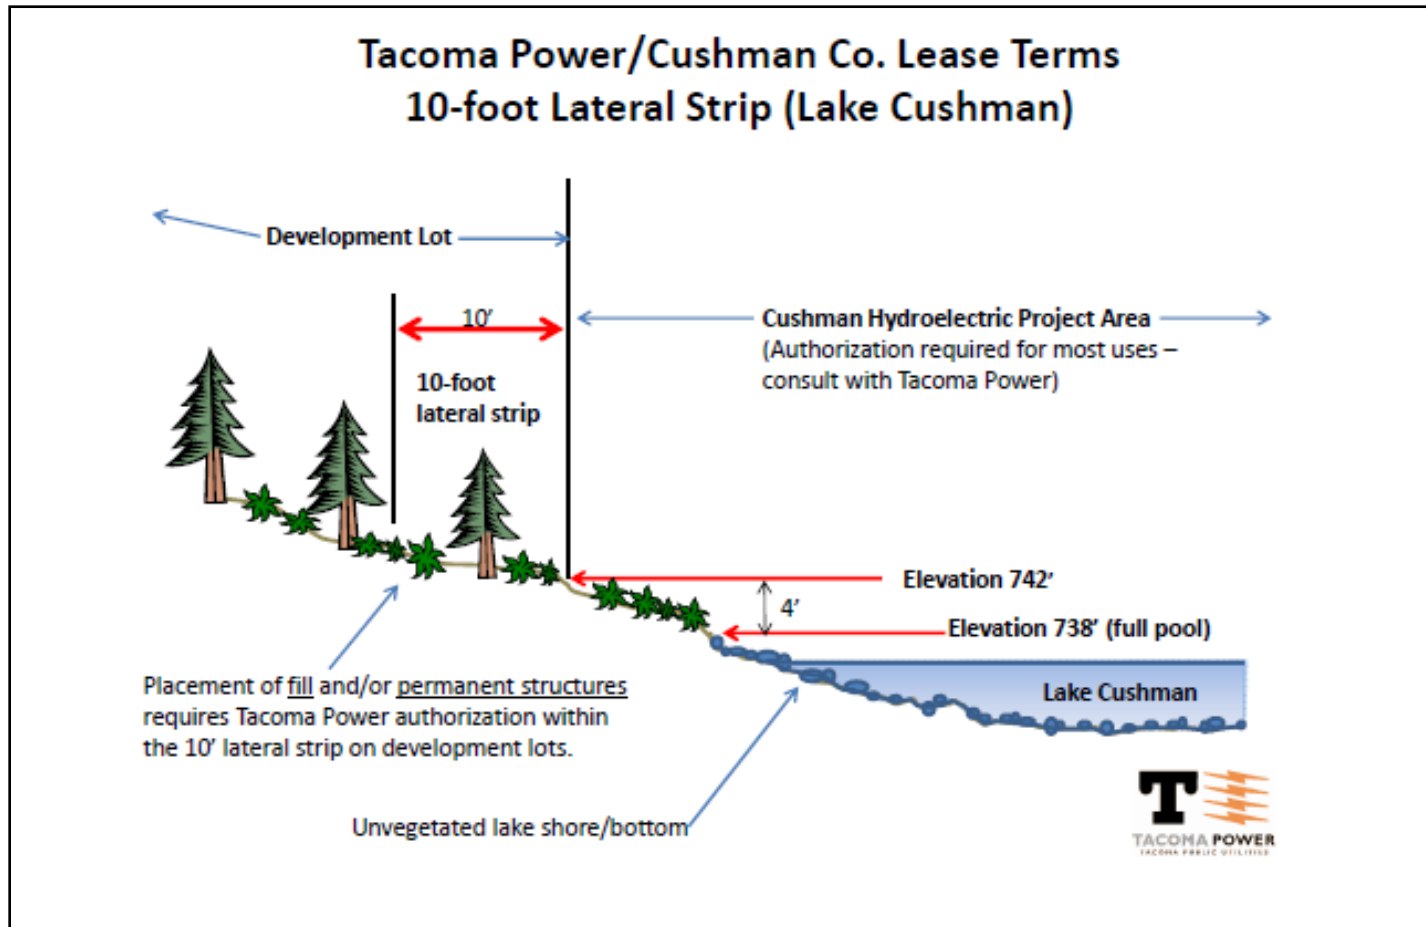 Tacoma Power/Cushman Co. Lease Terms
10-foot Lateral Strip (Lake Cushman)
Development Lot
10'
Cushman Hydroelectric Project Area
(Authorization required for most uses –
consult with Tacoma Power)
10-foot
lateral strip
Elevation 742'
4'
Elevation 738' (full pool)
Lake Cushman
Placement of fill and/or permanent structures
requires Tacoma Power authorization within
the 10' lateral strip on development lots.
Unvegetated lake shore/bottom
T
TACOMA POWER
TACOMA PUBLIC UTILITIES